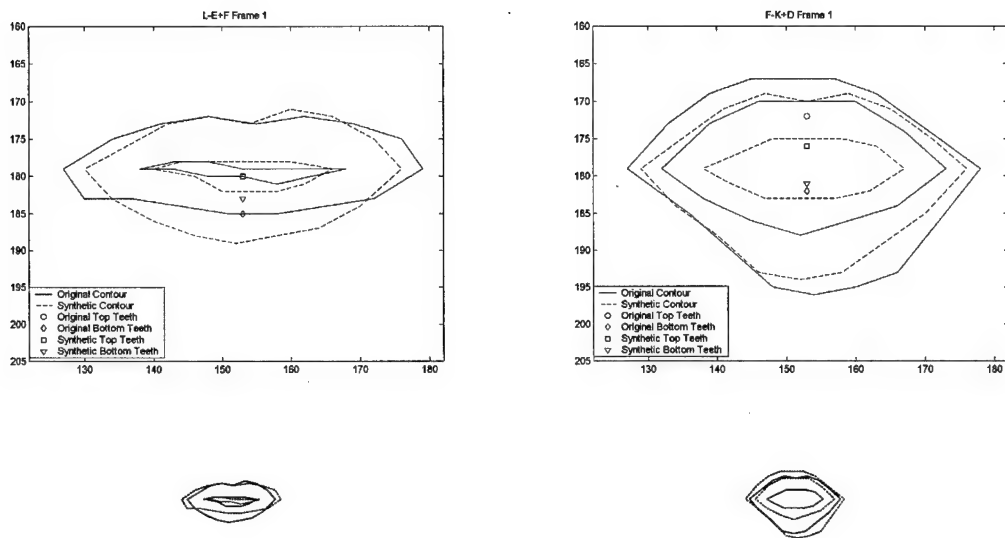 L-E+F Frame 1
160
165
170
175
180
185
190
195
200
205
Original Contour
Synthetic Contour
Original Top Teeth
Original Bottom Teeth
Synthetic Top Teeth
Synthetic Bottom Teeth
130 140 150 160 170 180
F-K+D Frame 1
160
165
170
175
180
185
190
195
200
205
Original Contour
Synthetic Contour
Original Top Teeth
Original Bottom Teeth
Synthetic Top Teeth
Synthetic Bottom Teeth
130 140 150 160 170 180